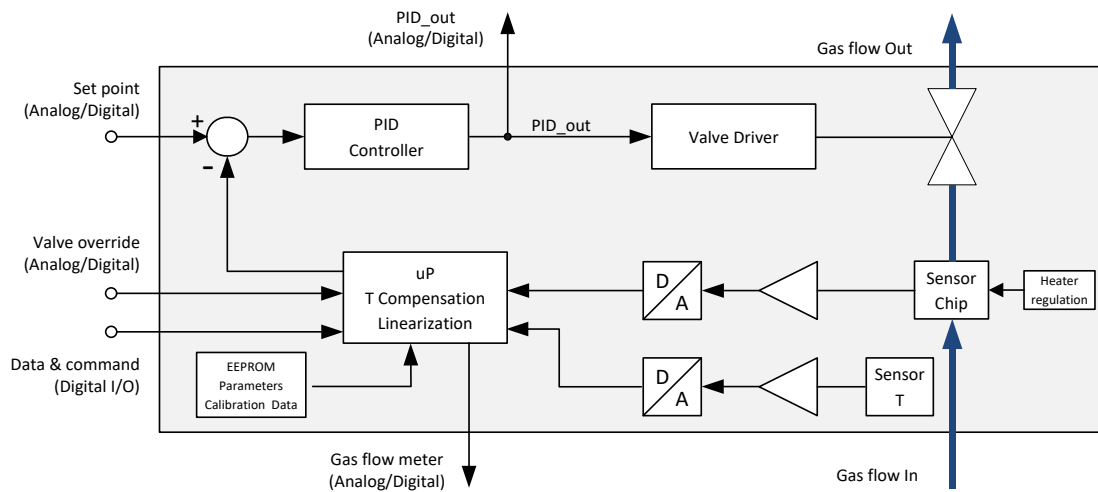 PID_out
(Analog/Digital)
Gas flow Out
Set point
(Analog/Digital)
+
-
PID
Controller
PID_out
Valve Driver
Valve override
(Analog/Digital)
uP
T Compensation
Linearization
D
A
Sensor
Chip
Heater
regulation
Data & command
(Digital I/O)
EEPROM
Parameters
Calibration Data
D
A
Sensor
T
Gas flow meter
(Analog/Digital)
Gas flow In